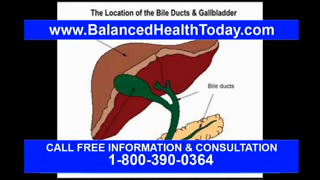 www.BalancedHealthToday.com
The Location of the Bile Ducts & Gallbladder
Bile ducts
CALL FREE INFORMATION & CONSULTATION
1-800-390-0364